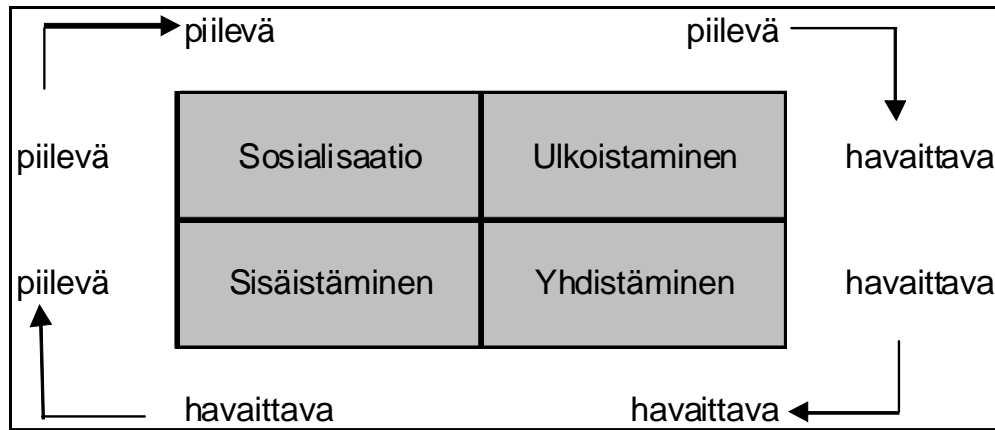 piilevä piilevä
piilevä Sosialisaatio Ulkoistaminen havaittava
piilevä Sisäistäminen Yhdistäminen havaittava
havaittava havaittava